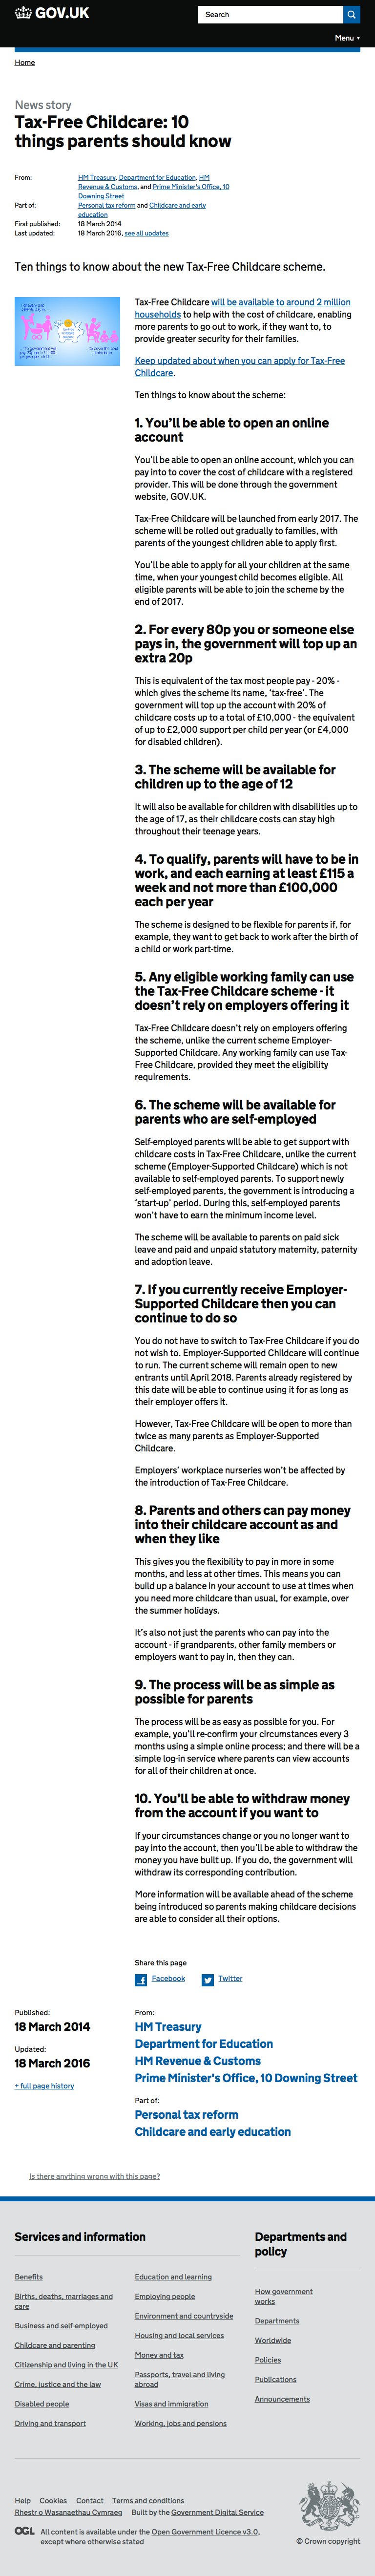 GOV.UK
Search
Menu
Home
News story
Tax-Free Childcare: 10
things parents should know
From: HM Treasury, Department for Education, HM
Revenue & Customs, and Prime Minister's Office, 10
Downing Street
Part of: Personal tax reform and Childcare and early
education
First published: 18 March 2014
Last updated: 18 March 2016, see all updates
Ten things to know about the new Tax-Free Childcare scheme.
Tax-Free Childcare will be available to around 2 million
households to help with the cost of childcare, enabling
more parents to go out to work, if they want to, to
provide greater security for their families.
Keep updated about when you can apply for Tax-Free
Childcare.
Ten things to know about the scheme:
1. You'll be able to open an online
account
You'll be able to open an online account, which you can
pay into to cover the cost of childcare with a registered
provider. This will be done through the government
website, GOV.UK.
Tax-Free Childcare will be launched from early 2017. The
scheme will be rolled out gradually to families, with
parents of the youngest children able to apply first.
You'll be able to apply for all your children at the same
time, when your youngest child becomes eligible. All
eligible parents will be able to join the scheme by the
end of 2017.
2. For every 80p you or someone else
pays in, the government will top up an
extra 20p
This is equivalent of the tax most people pay - 20% -
which gives the scheme its name, 'tax-free'. The
government will top up the account with 20% of
childcare costs up to a total of £10,000 - the equivalent
of up to £2,000 support per child per year (or £4,000
for disabled children).
3. The scheme will be available for
children up to the age of 12
It will also be available for children with disabilities up to
the age of 17, as their childcare costs can stay high
throughout their teenage years.
4. To qualify, parents will have to be in
work, and each earning at least £115 a
week and not more than £100,000
each per year
The scheme is designed to be flexible for parents if, for
example, they want to get back to work after the birth of
a child or work part-time.
5. Any eligible working family can use
the Tax-Free Childcare scheme - it
doesn't rely on employers offering it
Tax-Free Childcare doesn't rely on employers offering
the scheme, unlike the current scheme Employer-
Supported Childcare. Any working family can use Tax-
Free Childcare, provided they meet the eligibility
requirements.
6. The scheme will be available for
parents who are self-employed
Self-employed parents will be able to get support with
childcare costs in Tax-Free Childcare, unlike the current
scheme (Employer-Supported Childcare) which is not
available to self-employed parents. To support newly
self-employed parents, the government is introducing a
'start-up' period. During this, self-employed parents
won't have to earn the minimum income level.
The scheme will be available to parents on paid sick
leave and paid and unpaid statutory maternity, paternity
and adoption leave.
7. If you currently receive Employer-
Supported Childcare then you can
continue to do so
You do not have to switch to Tax-Free Childcare if you do
not wish to. Employer-Supported Childcare will continue
to run. The current scheme will remain open to new
entrants until April 2018. Parents already registered by
this date will be able to continue using it for as long as
their employer offers it.
However, Tax-Free Childcare will be open to more than
twice as many parents as Employer-Supported
Childcare.
Employers' workplace nurseries won't be affected by
the introduction of Tax-Free Childcare.
8. Parents and others can pay money
into their childcare account as and
when they like
This gives you the flexibility to pay in more in some
months, and less at other times. This means you can
build up a balance in your account to use at times when
you need more childcare than usual, for example, over
the summer holidays.
It's also not just the parents who can pay into the
account - if grandparents, other family members or
employers want to pay in, then they can.
9. The process will be as simple as
possible for parents
The process will be as easy as possible for you. For
example, you'll re-confirm your circumstances every 3
months using a simple online process; and there will be a
simple log-in service where parents can view accounts
for all of their children at once.
10. You'll be able to withdraw money
from the account if you want to
If your circumstances change or you no longer want to
pay into the account, then you'll be able to withdraw the
money you have built up. If you do the government will
withdraw its corresponding contribution.
More information will be available ahead of the scheme
being introduced so parents making childcare decisions
are able to consider all their options.
Share this page
Facebook Twitter
Published:
18 March 2014
Updated:
18 March 2016
+ full page history
From:
HM Treasury
Department for Education
HM Revenue & Customs
Prime Minister's Office, 10 Downing Street
Part of:
Personal tax reform
Childcare and early education
Is there anything wrong with this page?
Services and information
Benefits
Births, deaths, marriages and
care
Business and self-employed
Childcare and parenting
Citizenship and living in the UK
Crime, justice and the law
Disabled people
Driving and transport
Education and learning
Employing people
Environment and countryside
Housing and local services
Money and tax
Passports, travel and living
abroad
Visas and immigration
Working, jobs and pensions
Departments and
policy
How government
works
Departments
Worldwide
Policies
Publications
Announcements
Help Cookies Contact Terms and conditions
Rhestr o Wasanaethau Cymraeg Built by the Government Digital Service
OGL All content is available under the Open Government Licence v3.0,
except where otherwise stated
© Crown copyright